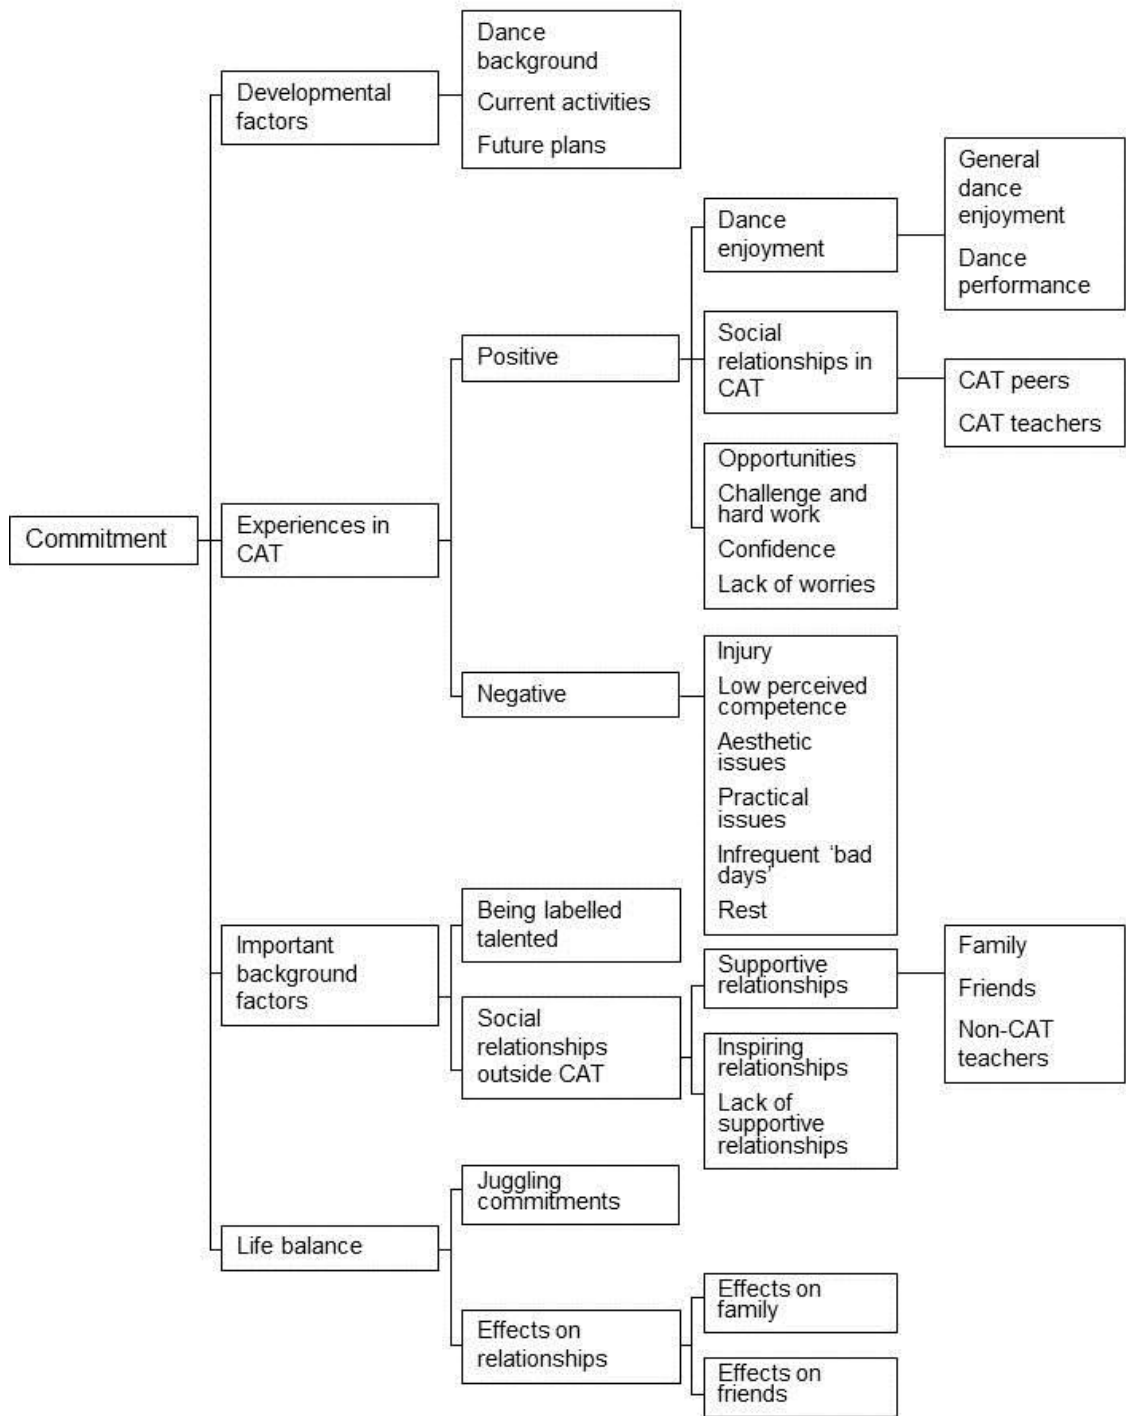 Dance
background
Current activities
Future plans
Developmental
factors
General
dance
enjoyment
Dance
performance
Dance
enjoyment
Social
relationships in
CAT
Positive
CAT peers
CAT teachers
Opportunities
Challenge and
hard work
Confidence
Lack of worries
Commitment
Experiences in
CAT
Negative
Injury
Low perceived
competence
Aesthetic
issues
Practical
issues
Infrequent ‘bad
days’
Rest
Being labelled
talented
Important
background
factors
Social
relationships
outside CAT
Supportive
relationships
Family
Friends
Non-CAT
teachers
Inspiring
relationships
Lack of
supportive
relationships
Juggling
commitments
Life balance
Effects on
relationships
Effects on
family
Effects on
friends